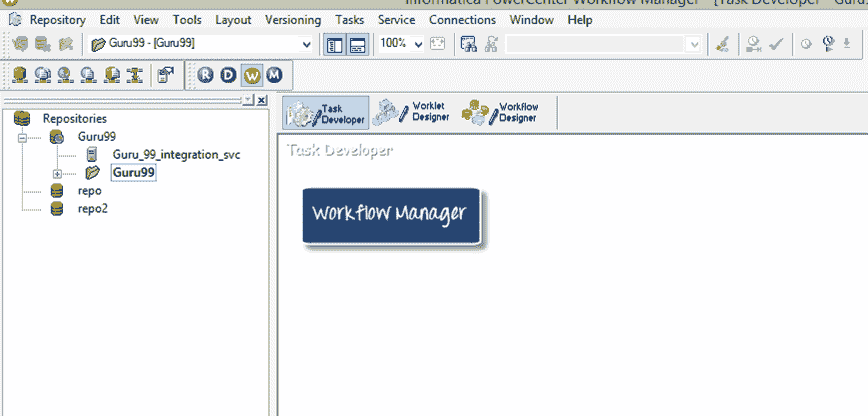 Informatica PowerCenter Workflow Manager - [Task Developer - Guru
Repository Edit View Tools Layout Versioning Tasks Service Connections Window Help
Guru99 - [Guru99] 100%
R D W M
Task Developer Worklet Designer Workflow Designer
Repositories
Guru99
Guru_99_integration_svc
Guru99
repo
repo2
Task Developer
Workflow Manager